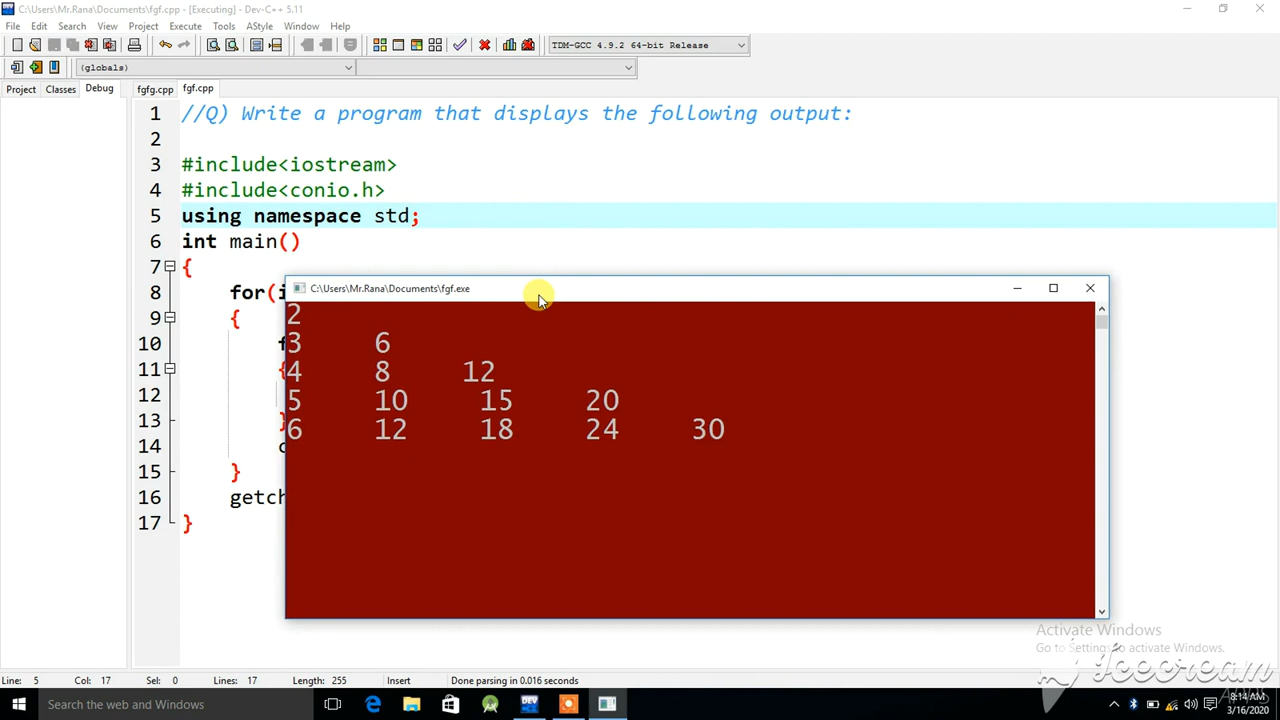 C:\Users\Mr.Rana\Documents\fgf.cpp - [Executing] - Dev-C++ 5.11
File Edit Search View Project Execute Tools AStyle Window Help
TDM-GCC 4.9.2 64-bit Release
(globals)
Project Classes Debug fgfg.cpp fgf.cpp
1 //Q) Write a program that displays the following output:
2
3 #include<iostream>
4 #include<conio.h>
5 using namespace std;
6 int main()
7 {
8 for(
9 {
10
11 {
12
13
14
15 }
16 getch
17 }
C:\Users\Mr.Rana\Documents\fgf.exe
2
3 6
4 8 12
5 10 15 20
6 12 18 24 30
Activate Windows
Go to Settings to activate Windows.
Icecream
APPS
Line: 5 Col: 17 Sel: 0 Lines: 17 Length: 255 Insert Done parsing in 0.016 seconds
Search the web and Windows
DEV
8:14 AM
3/16/2020